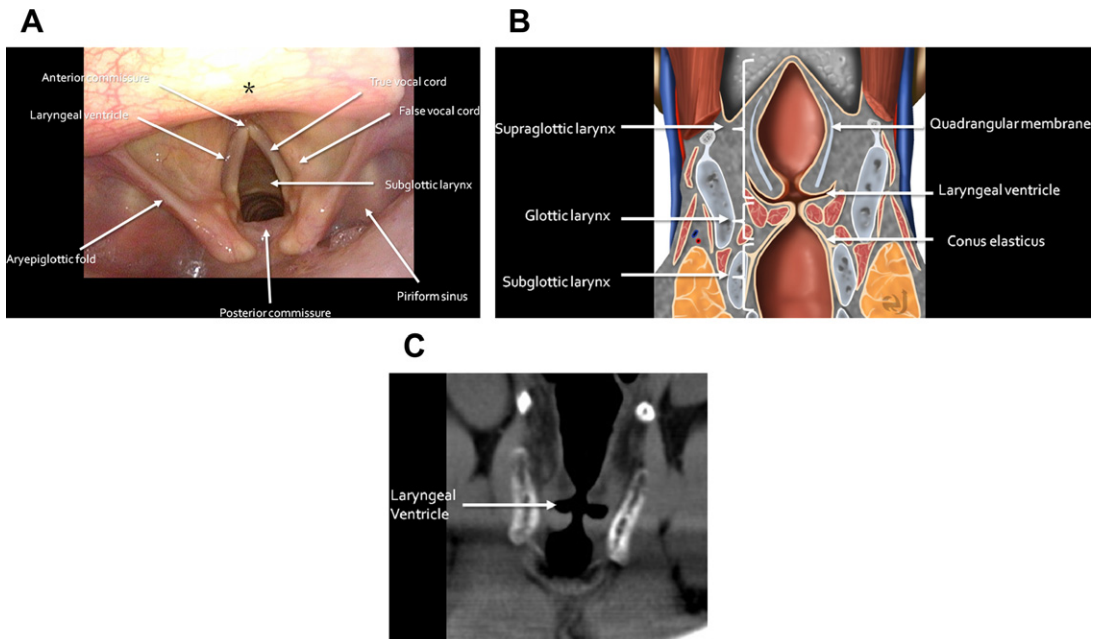 A
Anterior commissure
*
True vocal cord
Laryngeal ventricle
False vocal cord
Subglottic larynx
Aryepiglottic fold
Piriform sinus
Posterior commissure
B
Supraglottic larynx
Quadrangular membrane
Laryngeal ventricle
Glottic larynx
Conus elasticus
Subglottic larynx
C
Laryngeal
Ventricle